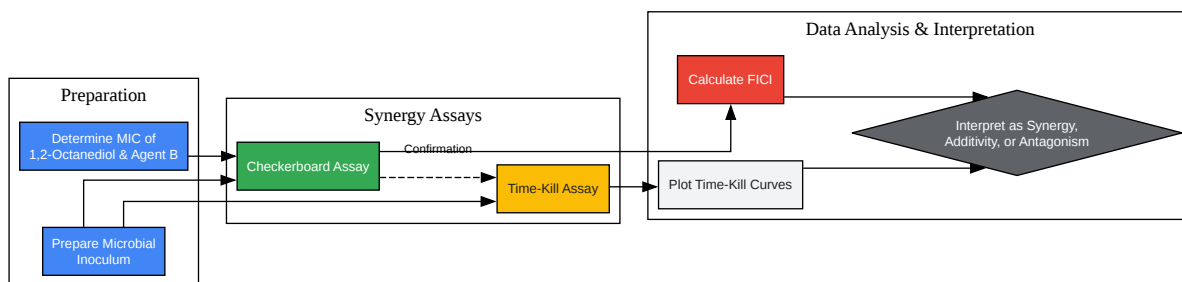 Preparation
Determine MIC of
1,2-Octanediol & Agent B
Prepare Microbial
Inoculum
Synergy Assays
Checkerboard Assay
Confirmation
Time-Kill Assay
Data Analysis & Interpretation
Calculate FICI
Plot Time-Kill Curves
Interpret as Synergy,
Additivity, or Antagonism